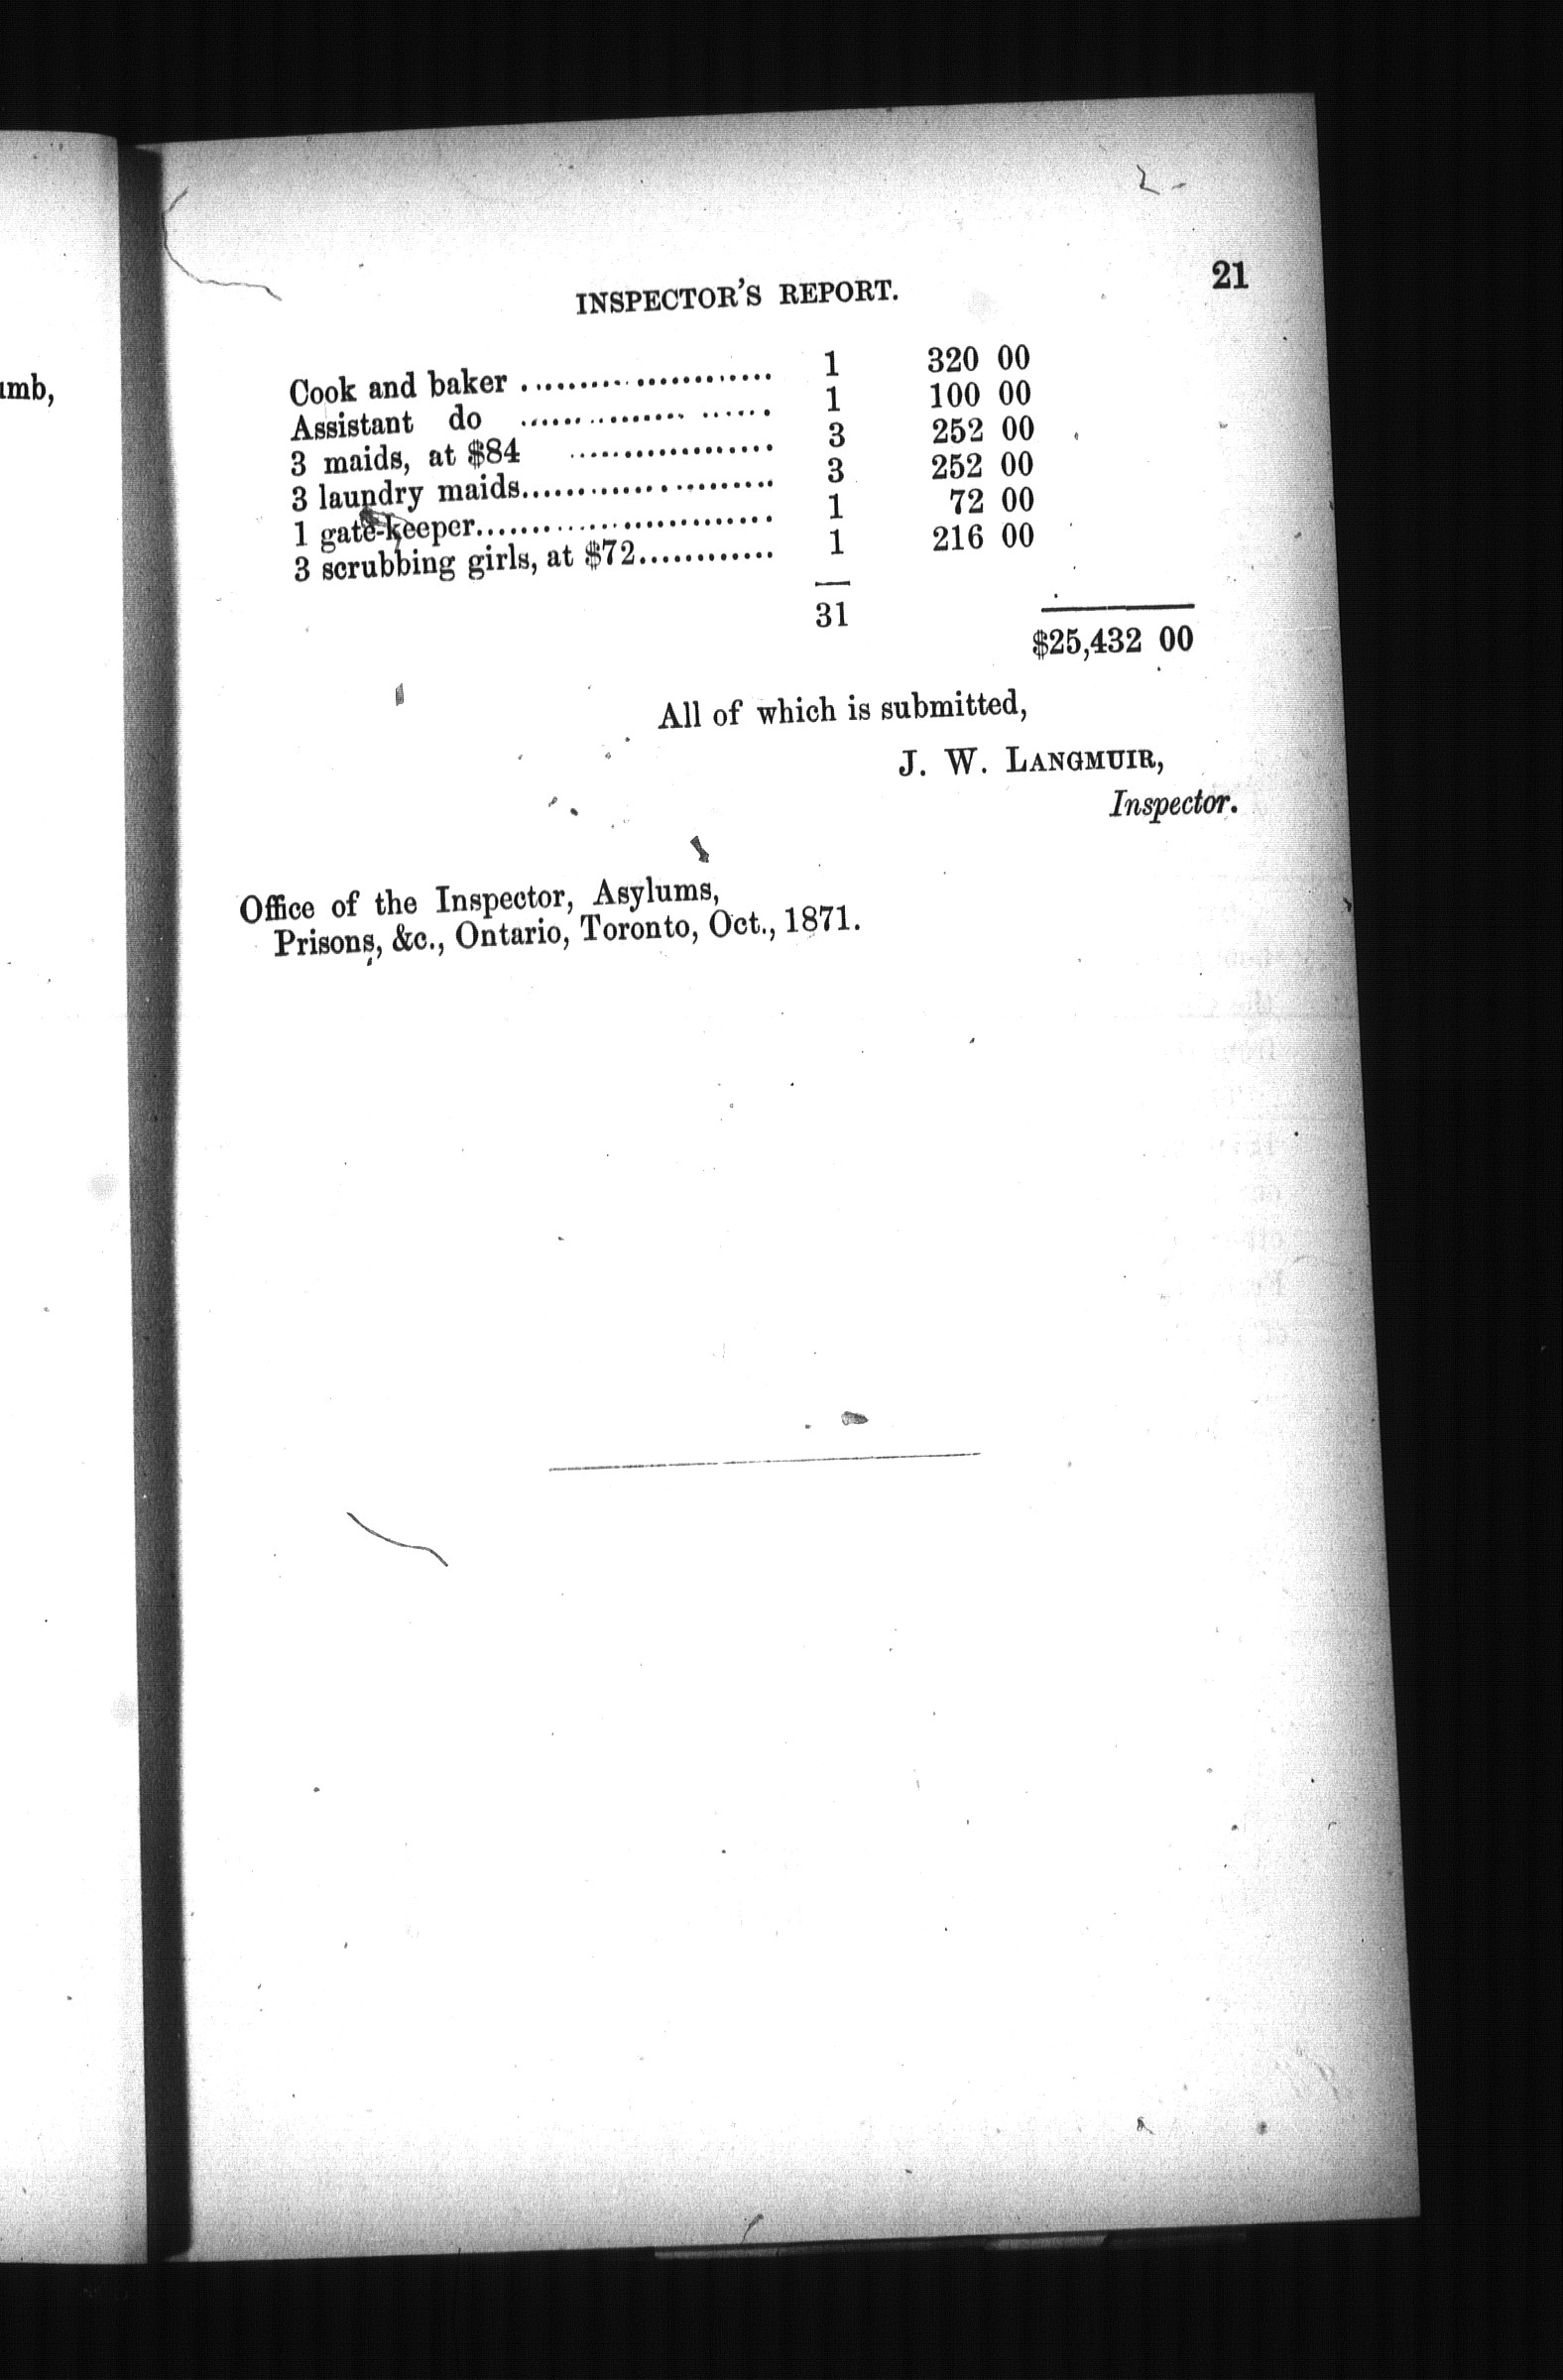 INSPECTOR'S REPORT. 21
Cook and baker ........................ 1 320 00
Assistant do ........................ 1 100 00
3 maids, at $84 .................. 3 252 00
3 laundry maids........................ 3 252 00
1 gate-keeper........................... 1 72 00
3 scrubbing girls, at $72............ 1 216 00
31
$25,432 00
All of which is submitted,
J. W. LANGMUIR,
Inspector.
Office of the Inspector, Asylums,
Prisons, &c., Ontario, Toronto, Oct., 1871.